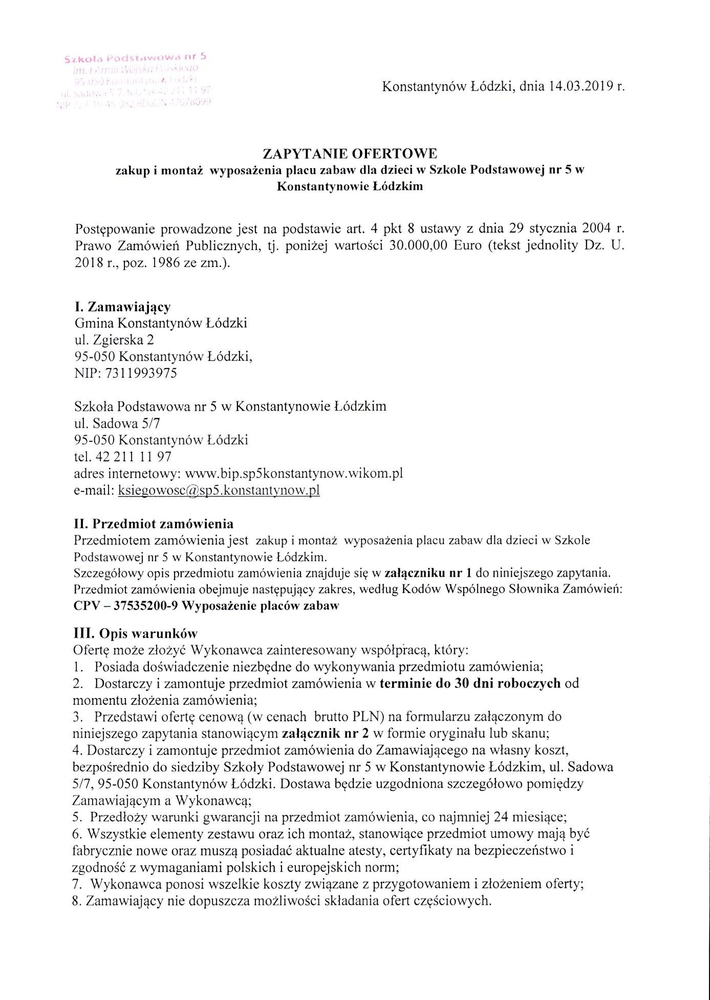 Szkoła Podstawowa nr 5
im. I Armii Wojska Polskiego
95-050 Konstantynów Łódzki
ul. Sadowa 5/7, tel./fax 42 211 11 97
NIP REGON
Konstantynów Łódzki, dnia 14.03.2019 r.
ZAPYTANIE OFERTOWE
zakup i montaż wyposażenia placu zabaw dla dzieci w Szkole Podstawowej nr 5 w
Konstantynowie Łódzkim
Postępowanie prowadzone jest na podstawie art. 4 pkt 8 ustawy z dnia 29 stycznia 2004 r.
Prawo Zamówień Publicznych, tj. poniżej wartości 30.000,00 Euro (tekst jednolity Dz. U.
2018 r., poz. 1986 ze zm.).
I. Zamawiający
Gmina Konstantynów Łódzki
ul. Zgierska 2
95-050 Konstantynów Łódzki,
NIP: 7311993975
Szkoła Podstawowa nr 5 w Konstantynowie Łódzkim
ul. Sadowa 5/7
95-050 Konstantynów Łódzki
tel. 42 211 11 97
adres internetowy: www.bip.sp5konstantynow.wikom.pl
e-mail: ksiegowosc@sp5.konstantynow.pl
II. Przedmiot zamówienia
Przedmiotem zamówienia jest zakup i montaż wyposażenia placu zabaw dla dzieci w Szkole
Podstawowej nr 5 w Konstantynowie Łódzkim.
Szczegółowy opis przedmiotu zamówienia znajduje się w załączniku nr 1 do niniejszego zapytania.
Przedmiot zamówienia obejmuje następujący zakres, według Kodów Wspólnego Słownika Zamówień:
CPV – 37535200-9 Wyposażenie placów zabaw
III. Opis warunków
Ofertę może złożyć Wykonawca zainteresowany współpracą, który:
1. Posiada doświadczenie niezbędne do wykonywania przedmiotu zamówienia;
2. Dostarczy i zamontuje przedmiot zamówienia w terminie do 30 dni roboczych od
momentu złożenia zamówienia;
3. Przedstawi ofertę cenową (w cenach brutto PLN) na formularzu załączonym do
niniejszego zapytania stanowiącym załącznik nr 2 w formie oryginału lub skanu;
4. Dostarczy i zamontuje przedmiot zamówienia do Zamawiającego na własny koszt,
bezpośrednio do siedziby Szkoły Podstawowej nr 5 w Konstantynowie Łódzkim, ul. Sadowa
5/7, 95-050 Konstantynów Łódzki. Dostawa będzie uzgodniona szczegółowo pomiędzy
Zamawiającym a Wykonawcą;
5. Przedłoży warunki gwarancji na przedmiot zamówienia, co najmniej 24 miesiące;
6. Wszystkie elementy zestawu oraz ich montaż, stanowiące przedmiot umowy mają być
fabrycznie nowe oraz muszą posiadać aktualne atesty, certyfikaty na bezpieczeństwo i
zgodność z wymaganiami polskich i europejskich norm;
7. Wykonawca ponosi wszelkie koszty związane z przygotowaniem i złożeniem oferty;
8. Zamawiający nie dopuszcza możliwości składania ofert częściowych.